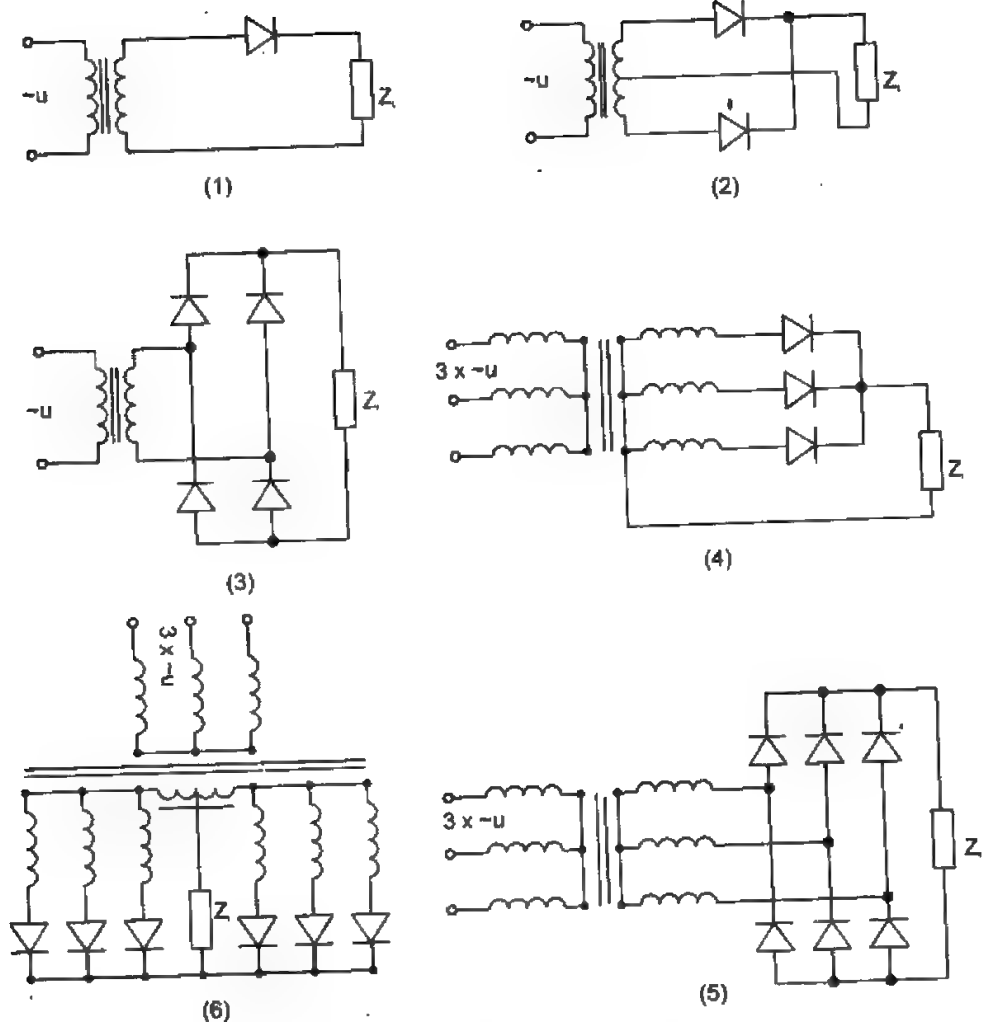 ~u
Z
(1)
~u
Z
(2)
~u
Z
(3)
3 x ~u
Z
(4)
3 x ~u
Z
(6)
3 x ~u
Z
(5)